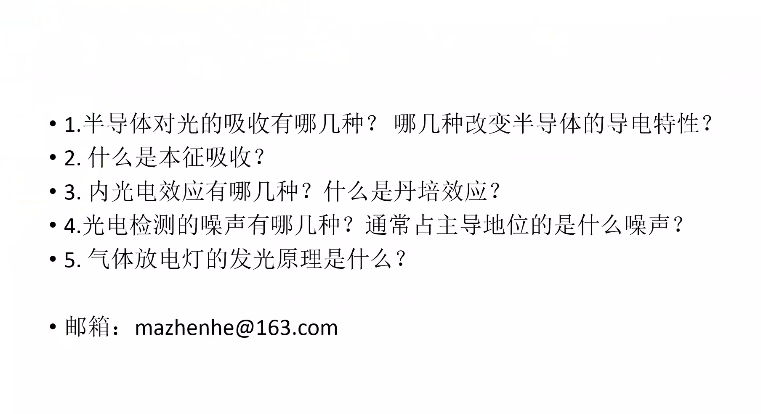 • 1.半导体对光的吸收有哪几种？ 哪几种改变半导体的导电特性？
• 2. 什么是本征吸收？
• 3. 内光电效应有哪几种？什么是丹培效应？
• 4.光电检测的噪声有哪几种？通常占主导地位的是什么噪声？
• 5. 气体放电灯的发光原理是什么？
• 邮箱：mazhenhe@163.com